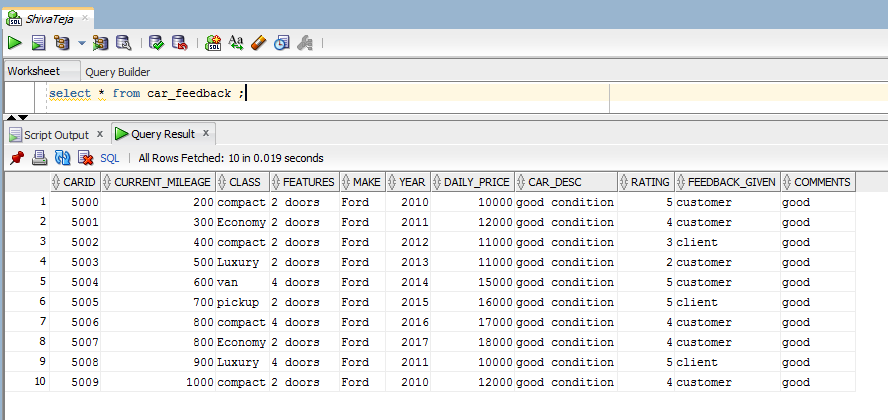 ShivaTeja
SQL Aa
Worksheet Query Builder
select * from car_feedback ;
Script Output Query Result
SQL All Rows Fetched: 10 in 0.019 seconds
CARID CURRENT_MILEAGE CLASS FEATURES MAKE YEAR DAILY_PRICE CAR_DESC RATING FEEDBACK_GIVEN COMMENTS
1 5000 200 compact 2 doors Ford 2010 10000 good condition 5 customer good
2 5001 300 Economy 2 doors Ford 2011 12000 good condition 4 customer good
3 5002 400 compact 2 doors Ford 2012 11000 good condition 3 client good
4 5003 500 Luxury 2 doors Ford 2013 11000 good condition 2 customer good
5 5004 600 van 4 doors Ford 2014 15000 good condition 5 customer good
6 5005 700 pickup 2 doors Ford 2015 16000 good condition 5 client good
7 5006 800 compact 4 doors Ford 2016 17000 good condition 4 customer good
8 5007 800 Economy 2 doors Ford 2017 18000 good condition 4 customer good
9 5008 900 Luxury 4 doors Ford 2011 10000 good condition 5 client good
10 5009 1000 compact 2 doors Ford 2010 12000 good condition 4 customer good